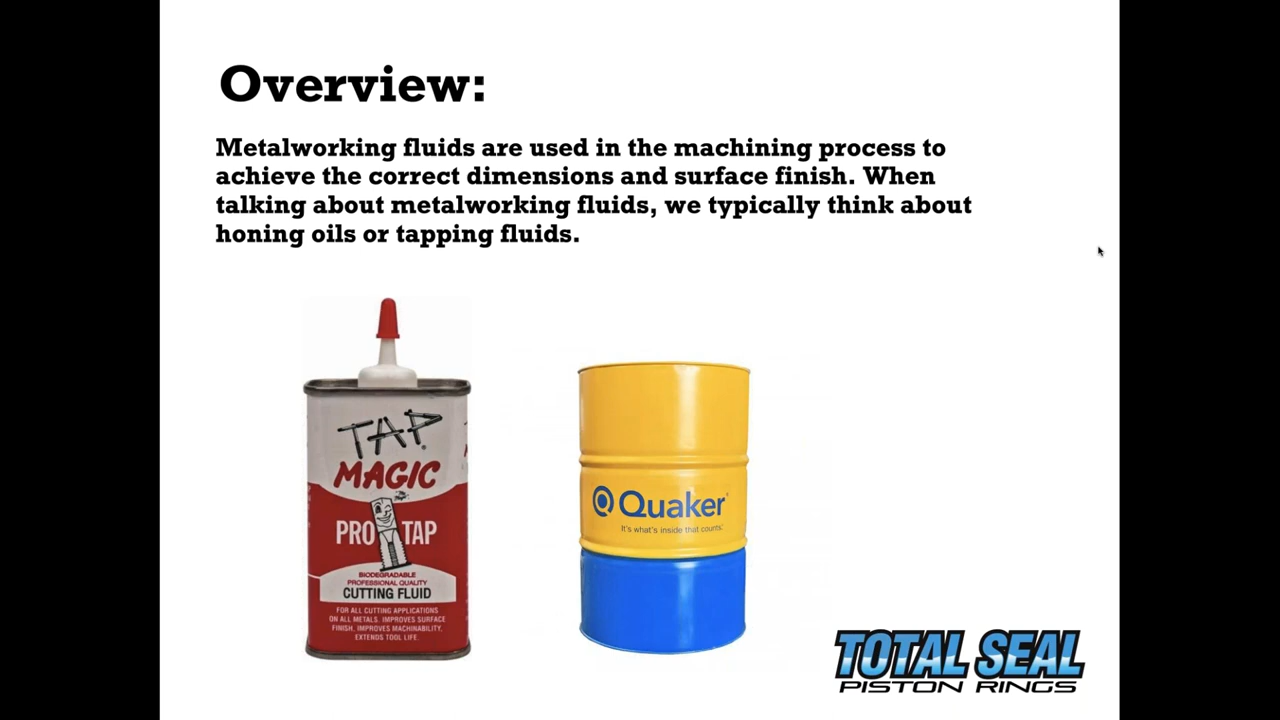 Overview:
Metalworking fluids are used in the machining process to
achieve the correct dimensions and surface finish. When
talking about metalworking fluids, we typically think about
honing oils or tapping fluids.
TAP
MAGIC
PRO TAP
BIODEGRADABLE
PROFESSIONAL QUALITY
CUTTING FLUID
FOR ALL CUTTING APPLICATIONS
ON ALL METALS. IMPROVES SURFACE
FINISH, IMPROVES MACHINABILITY,
EXTENDS TOOL LIFE.
Quaker
It's what's inside that counts.
TOTAL SEAL
PISTON RINGS